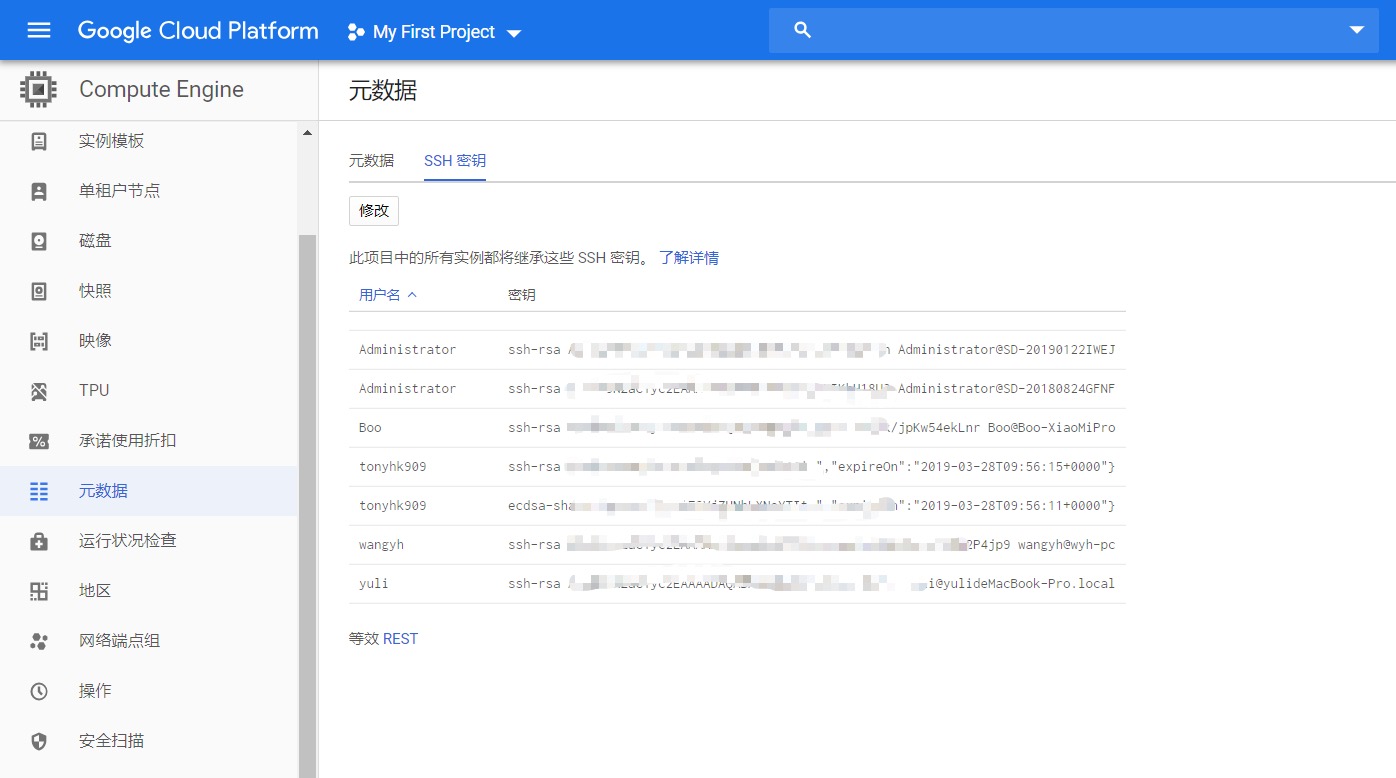 Google Cloud Platform My First Project
Compute Engine
元数据
实例模板
单租户节点
磁盘
快照
映像
TPU
承诺使用折扣
元数据
运行状况检查
地区
网络端点组
操作
安全扫描
元数据 SSH 密钥
修改
此项目中的所有实例都将继承这些 SSH 密钥。 了解详情
用户名 密钥
Administrator ssh-rsa Administrator@SD-20190122IWEJ
Administrator ssh-rsa Administrator@SD-20180824GFNF
Boo ssh-rsa /jpKw54ekLnr Boo@Boo-XiaoMiPro
tonyhk909 ssh-rsa ","expireOn":"2019-03-28T09:56:15+0000"}
tonyhk909 ecdsa-sha ":"2019-03-28T09:56:11+0000"}
wangyh ssh-rsa 2P4jp9 wangyh@wyh-pc
yuli ssh-rsa i@yulideMacBook-Pro.local
等效 REST